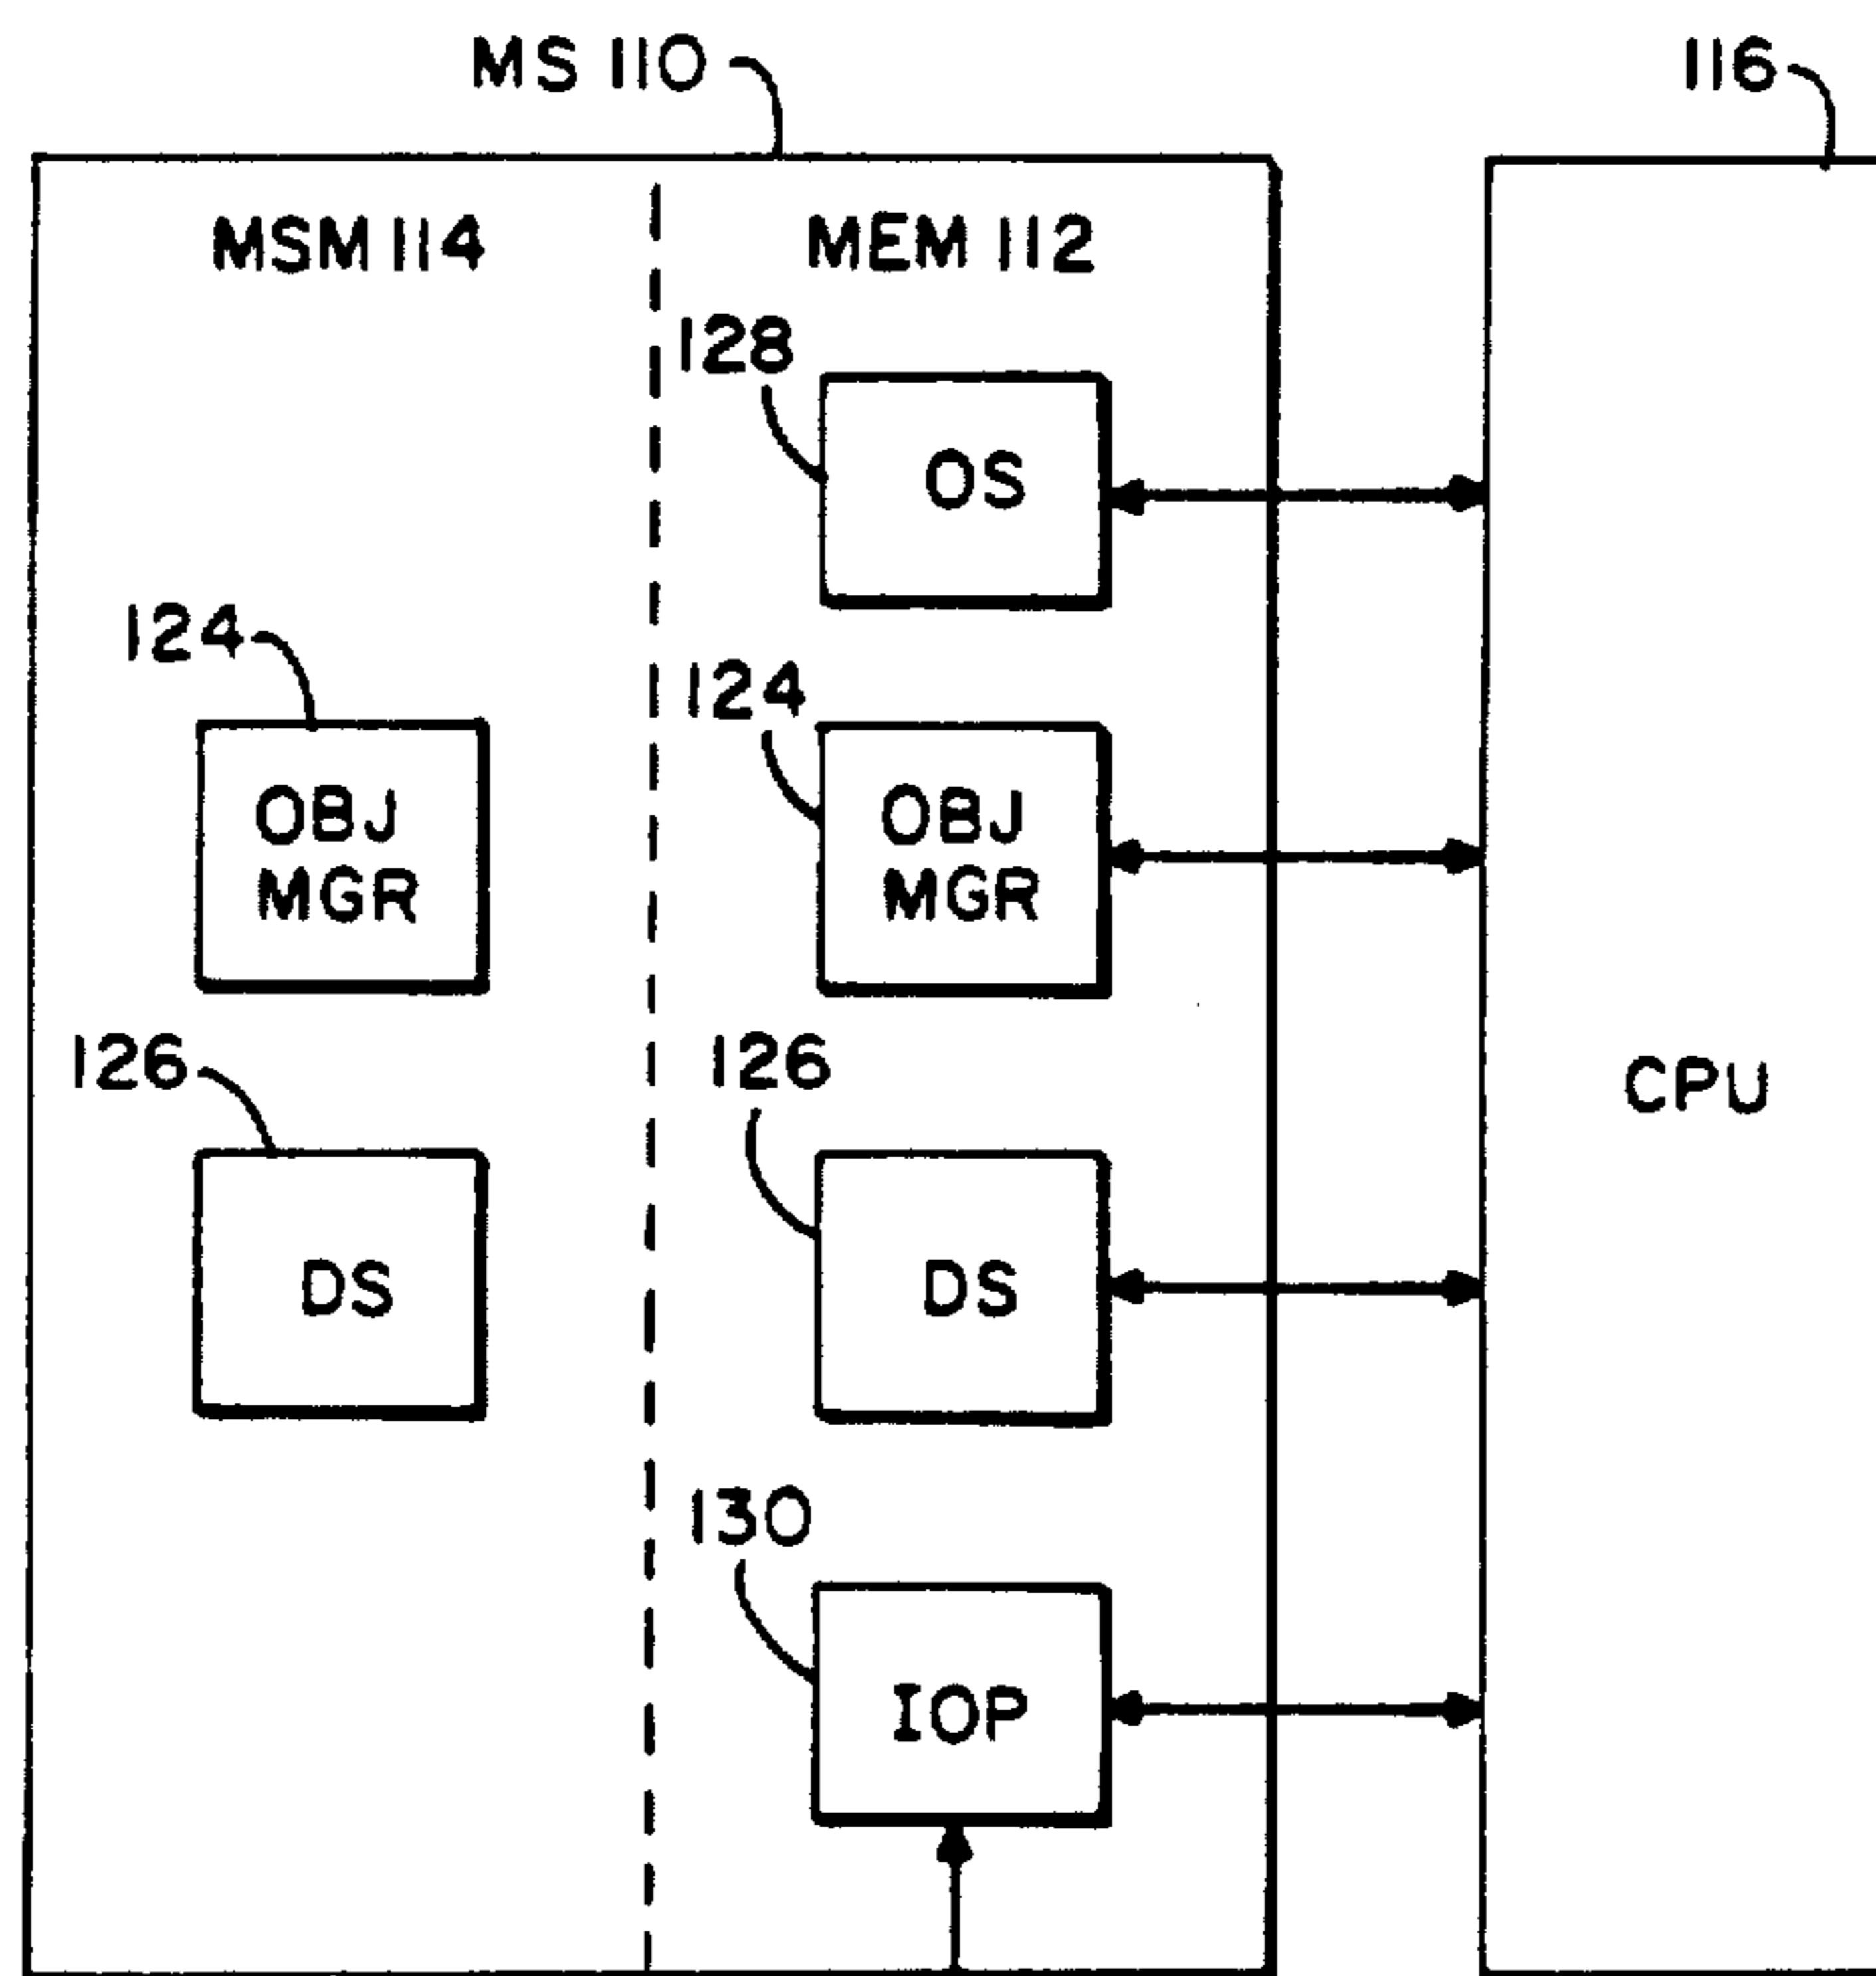 MS 110
116
MSM 114
MEM 112
128
OS
124
124
OBJ
MGR
OBJ
MGR
126
126
CPU
DS
DS
130
IOP